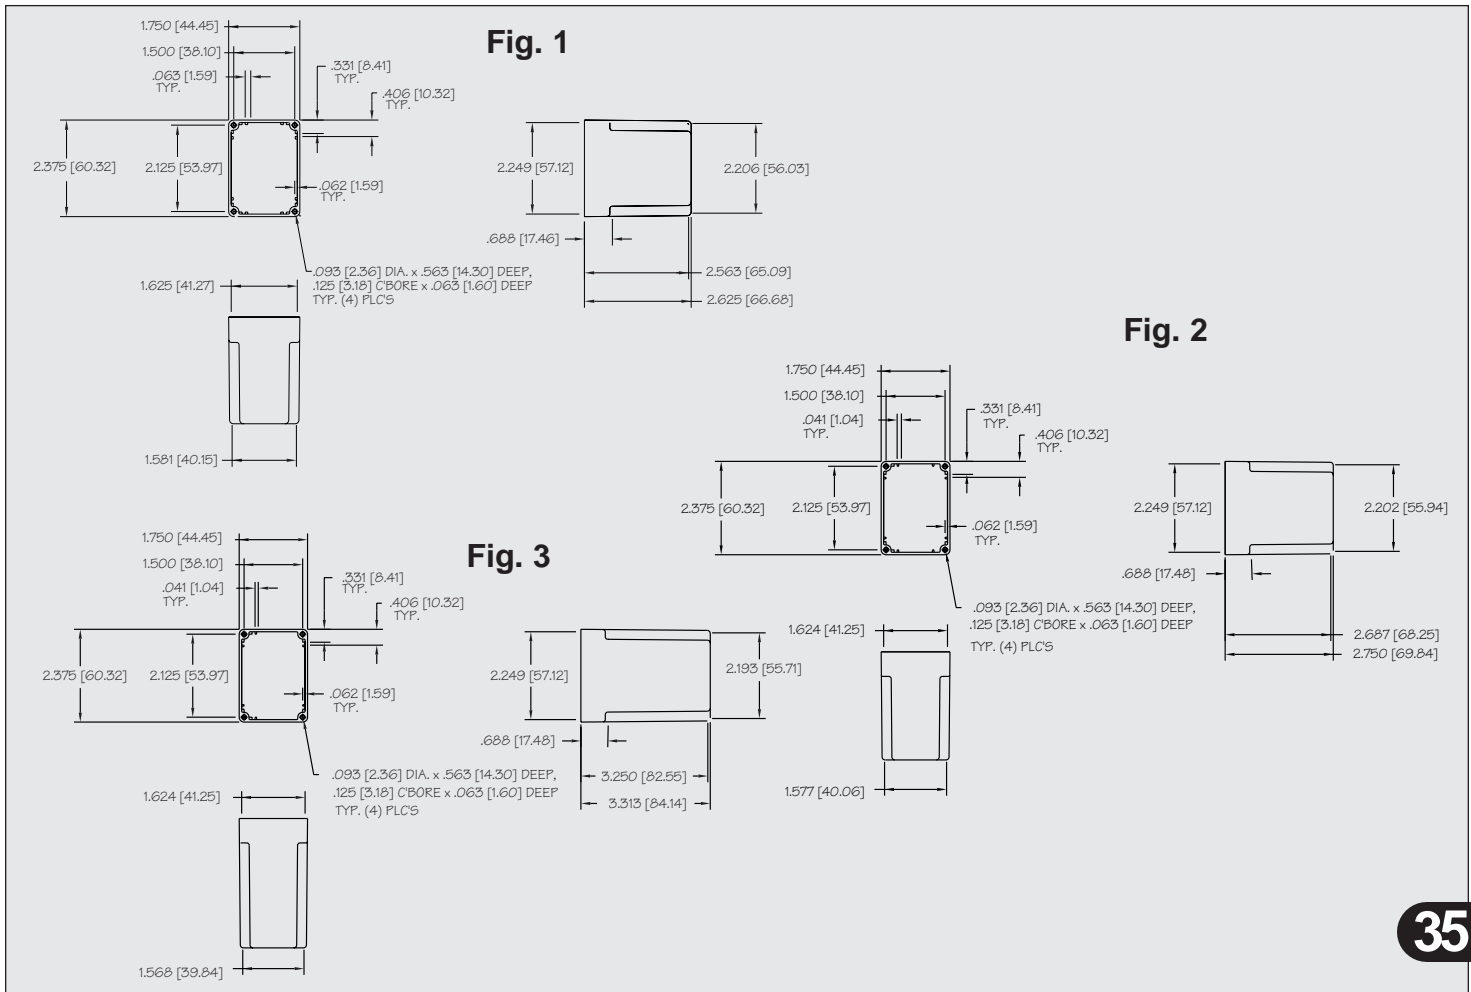 Fig. 1
1.750 [44.45]
1.500 [38.10]
.063 [1.59]
TYP.
.331 [8.41]
TYP.
.406 [10.32]
TYP.
2.375 [60.32]
2.125 [53.97]
.062 [1.59]
TYP.
.093 [2.36] DIA. x .563 [14.30] DEEP,
.125 [3.18] C'BORE x .063 [1.60] DEEP
TYP. (4) PLC'S
2.249 [57.12]
2.206 [56.03]
.688 [17.46]
2.563 [65.09]
2.625 [66.68]
1.625 [41.27]
1.581 [40.15]
Fig. 2
1.750 [44.45]
1.500 [38.10]
.041 [1.04]
TYP.
.331 [8.41]
TYP.
.406 [10.32]
TYP.
2.375 [60.32]
2.125 [53.97]
.062 [1.59]
TYP.
.093 [2.36] DIA. x .563 [14.30] DEEP,
.125 [3.18] C'BORE x .063 [1.60] DEEP
TYP. (4) PLC'S
2.249 [57.12]
2.202 [55.94]
.688 [17.48]
2.687 [68.25]
2.750 [69.84]
1.624 [41.25]
1.577 [40.06]
Fig. 3
1.750 [44.45]
1.500 [38.10]
.041 [1.04]
TYP.
.331 [8.41]
TYP.
.406 [10.32]
TYP.
2.375 [60.32]
2.125 [53.97]
.062 [1.59]
TYP.
.093 [2.36] DIA. x .563 [14.30] DEEP,
.125 [3.18] C'BORE x .063 [1.60] DEEP
TYP. (4) PLC'S
2.249 [57.12]
2.193 [55.71]
.688 [17.48]
3.250 [82.55]
3.313 [84.14]
1.624 [41.25]
1.568 [39.84]
35